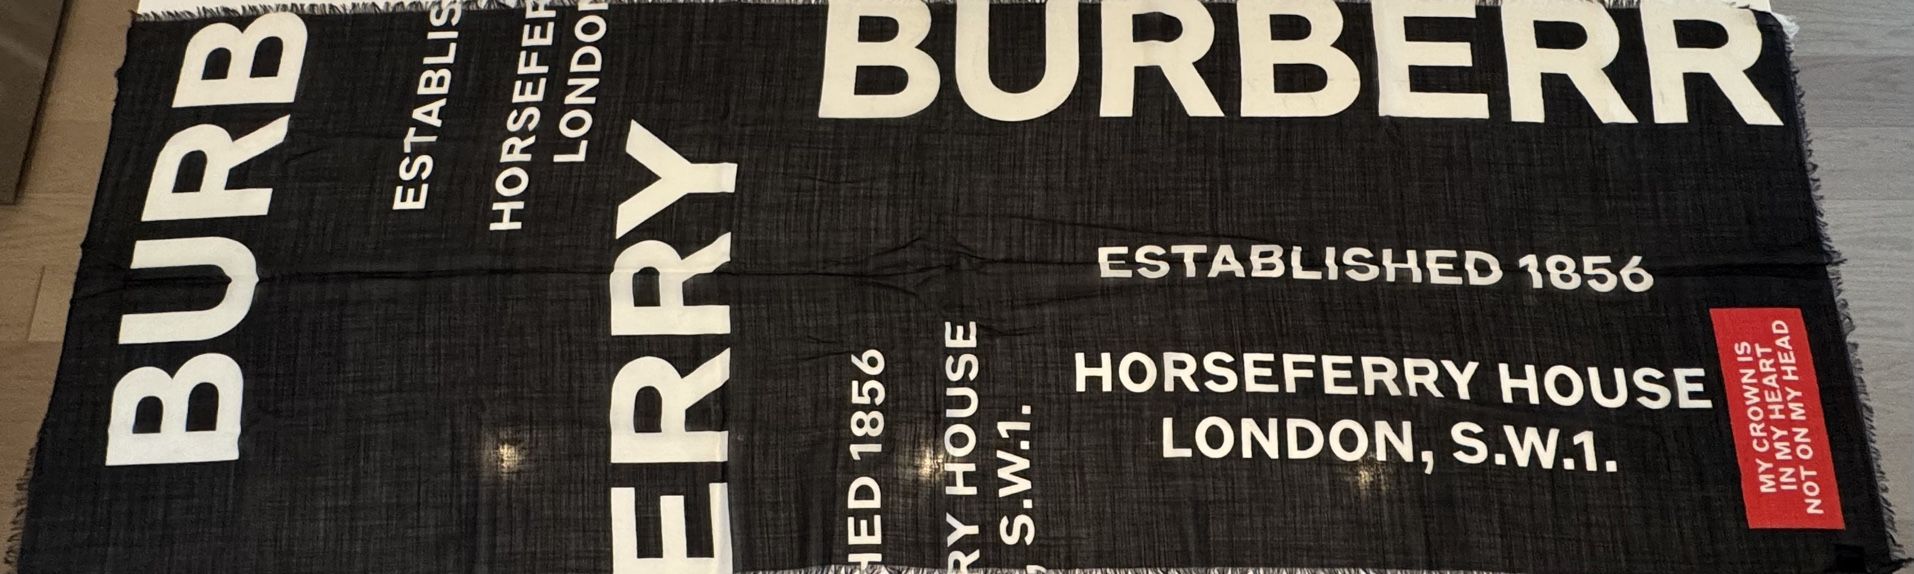 BURB
ESTABLIS
HORSEFER
LONDON
ERRY
HED 1856
RY HOUSE
, S.W.1.
BURBERR
ESTABLISHED 1856
HORSEFERRY HOUSE
LONDON, S.W.1.
MY CROWN IS
IN MY HEART
NOT ON MY HEAD